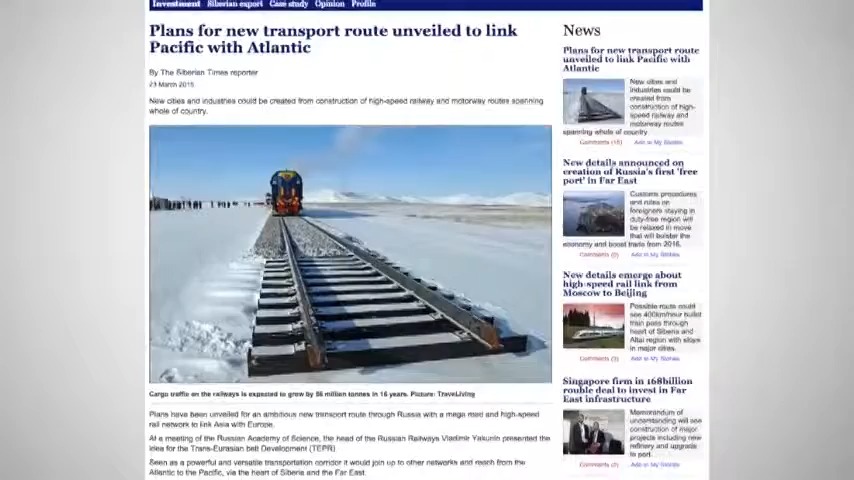 Investment Siberian export Case study Opinion Profile
Plans for new transport route unveiled to link
Pacific with Atlantic
By The Siberian Times reporter
23 March 2015
New cities and industries could be created from construction of high-speed railway and motorway routes spanning
whole of country.
Cargo traffic on the railways is expected to grow by 56 million tonnes in 15 years. Picture: TraveLiving
Plans have been unveiled for an ambitious new transport route through Russia with a mega road and high-speed
rail network to link Asia with Europe.
At a meeting of the Russian Academy of Science, the head of the Russian Railways Vladimir Yakunin presented the
idea for the Trans-Eurasian belt Development (TEPR)
Seen as a powerful and versatile transportation corridor it would join up to other networks and reach from the
Atlantic to the Pacific, via the heart of Siberia and the Far East.
News
Plans for new transport route
unveiled to link Pacific with
Atlantic
New cities and
industries could be
created from
construction of high-
speed railway and
motorway routes
spanning whole of country
Comments (15) Add to My Stories
New details announced on
creation of Russia's first 'free
port' in Far East
Customs procedures
and rules on
foreigners staying in
duty-free region will
be relaxed in move
that will bolster the
economy and boost trade from 2016.
Comments (0) Add to My Stories
New details emerge about
high-speed rail link from
Moscow to Beijing
Possible route could
see 400km/hour bullet
train pass through
heart of Siberia and
Altai region with stops
in major cities.
Comments (3) Add to My Stories
Singapore firm in 168billion
rouble deal to invest in Far
East infrastructure
Memorandum of
understanding will see
construction of major
projects including new
refinery and upgrade
to port
Comments (2) Add to My Stories